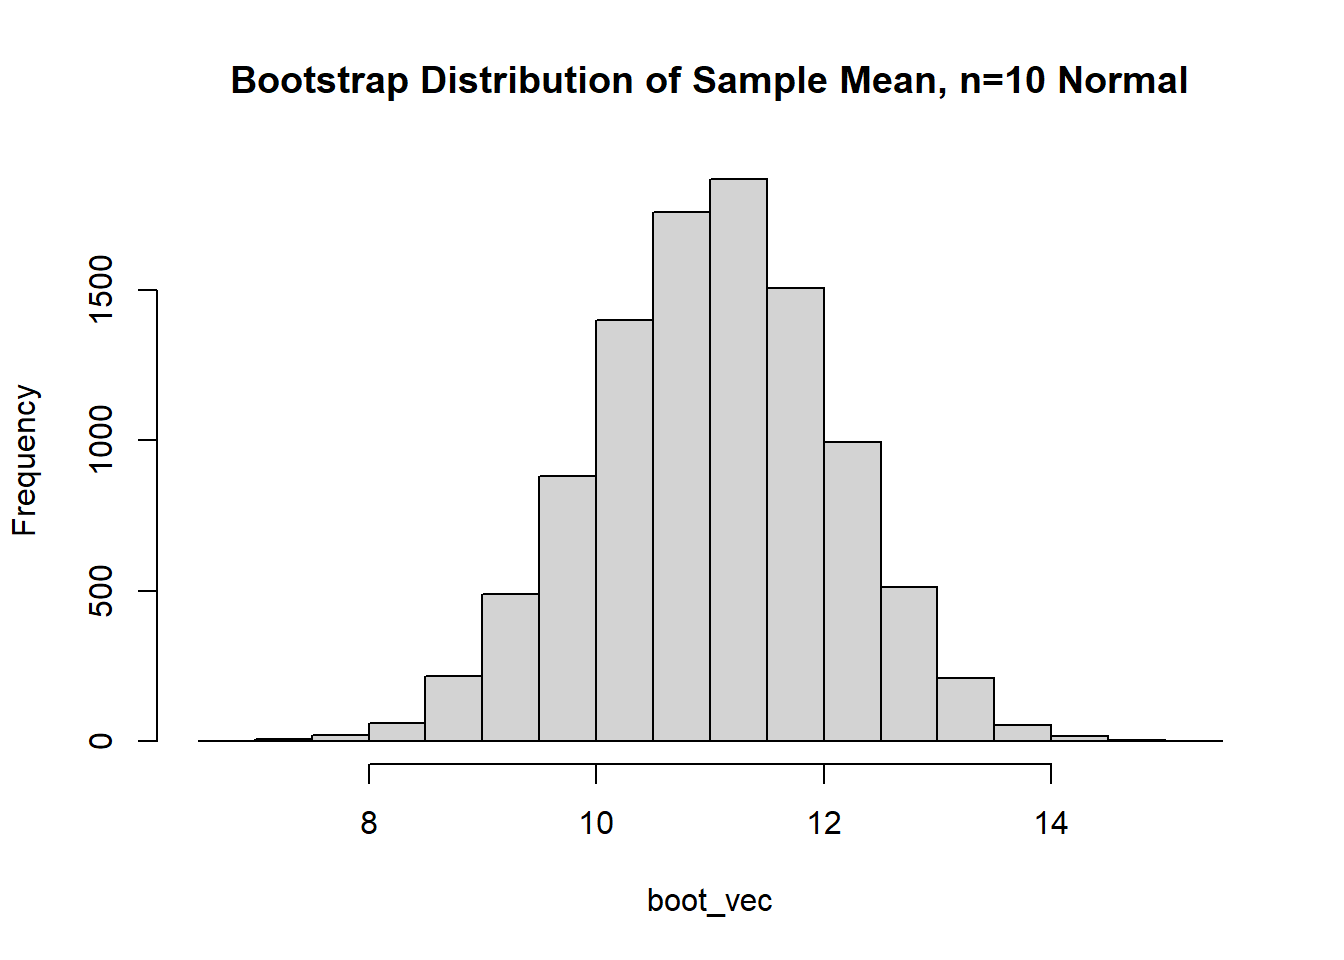 Bootstrap Distribution of Sample Mean, n=10 Normal
Frequency
1500
1000
500
0
8 10 12 14
boot_vec